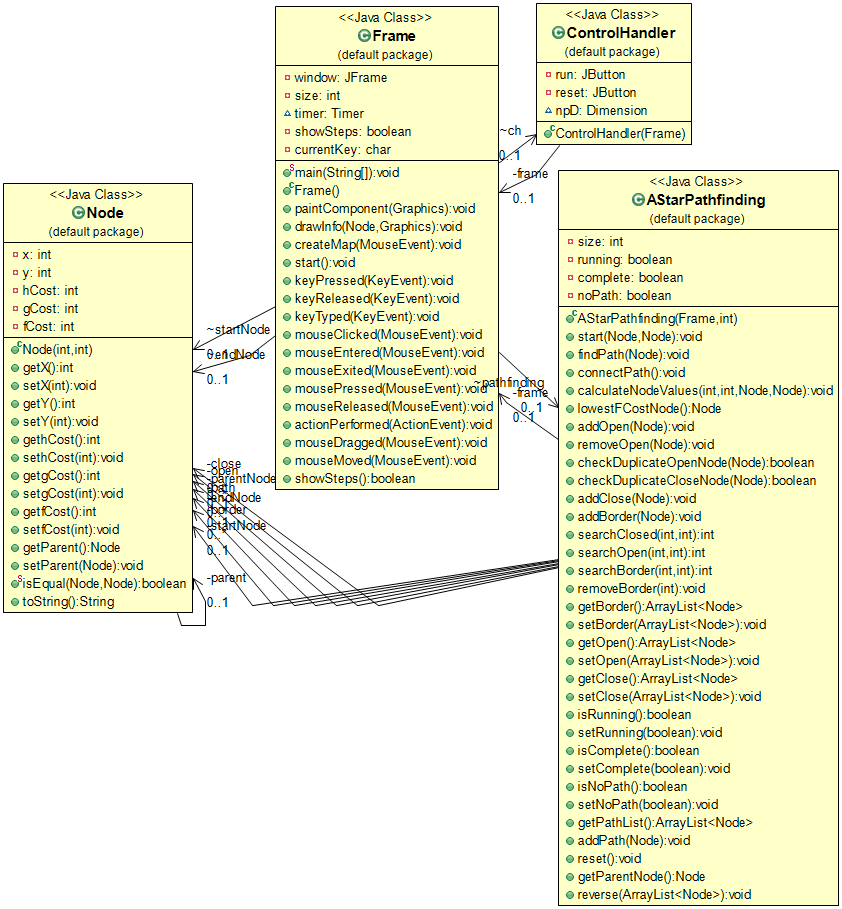 <<Java Class>>
Frame
(default package)
window: JFrame
size: int
timer: Timer
showSteps: boolean
currentKey: char
main(String[]):void
Frame()
paintComponent(Graphics):void
drawInfo(Node,Graphics):void
createMap(MouseEvent):void
start():void
keyPressed(KeyEvent):void
keyReleased(KeyEvent):void
keyTyped(KeyEvent):void
mouseClicked(MouseEvent):void
mouseEntered(MouseEvent):void
mouseExited(MouseEvent):void
mousePressed(MouseEvent):void
mouseReleased(MouseEvent):void
actionPerformed(ActionEvent):void
mouseDragged(MouseEvent):void
mouseMoved(MouseEvent):void
showSteps():boolean
<<Java Class>>
ControlHandler
(default package)
run: JButton
reset: JButton
npD: Dimension
ControlHandler(Frame)
~ch
0..1
-frame
0..1
<<Java Class>>
Node
(default package)
x: int
y: int
hCost: int
gCost: int
fCost: int
Node(int,int)
getX():int
setX(int):void
getY():int
setY(int):void
gethCost():int
sethCost(int):void
getgCost():int
setgCost(int):void
getfCost():int
setfCost(int):void
getParent():Node
setParent(Node):void
isEqual(Node,Node):boolean
toString():String
~startNode
~endNode
0..1
~pathfinding
0..1
-frame
0..1
-close
-open
-parentNode
-path
-endNode
-border
-startNode
0..1
-parent
0..1
<<Java Class>>
AStarPathfinding
(default package)
size: int
running: boolean
complete: boolean
noPath: boolean
AStarPathfinding(Frame,int)
start(Node,Node):void
findPath(Node):void
connectPath():void
calculateNodeValues(int,int,Node,Node):void
lowestFCostNode():Node
addOpen(Node):void
removeOpen(Node):void
checkDuplicateOpenNode(Node):boolean
checkDuplicateCloseNode(Node):boolean
addClose(Node):void
addBorder(Node):void
searchClosed(int,int):int
searchOpen(int,int):int
searchBorder(int,int):int
removeBorder(int):void
getBorder():ArrayList<Node>
setBorder(ArrayList<Node>):void
getOpen():ArrayList<Node>
setOpen(ArrayList<Node>):void
getClose():ArrayList<Node>
setClose(ArrayList<Node>):void
isRunning():boolean
setRunning(boolean):void
isComplete():boolean
setComplete(boolean):void
isNoPath():boolean
setNoPath(boolean):void
getPathList():ArrayList<Node>
addPath(Node):void
reset():void
getParentNode():Node
reverse(ArrayList<Node>):void